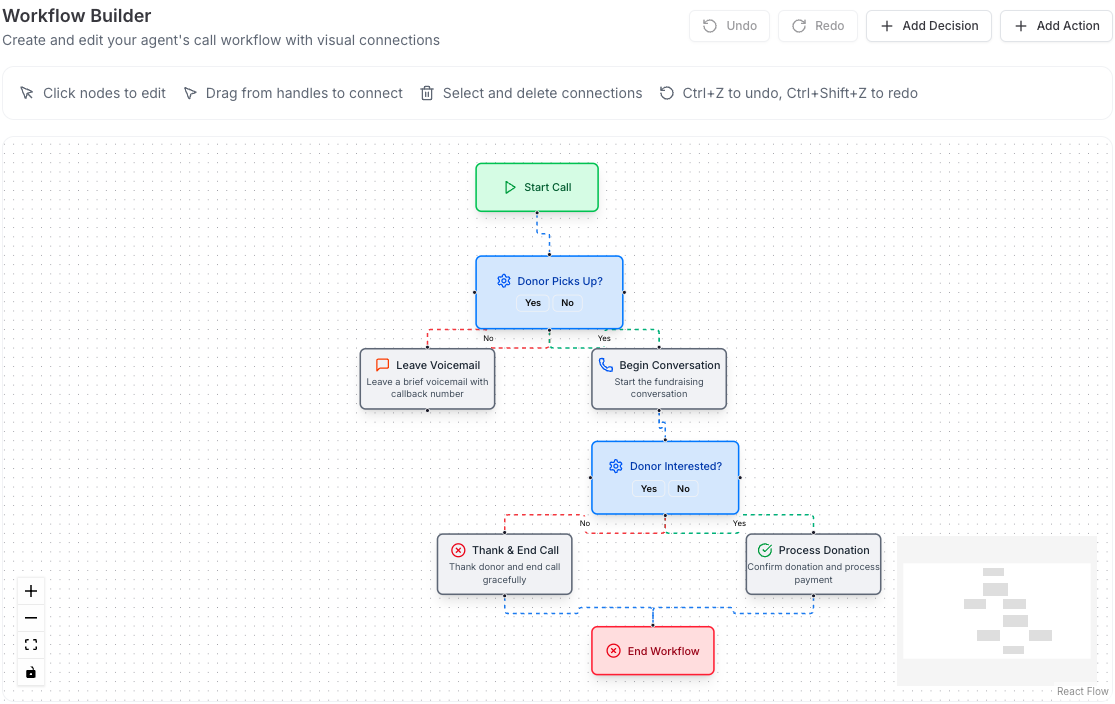 Workflow Builder
Create and edit your agent's call workflow with visual connections
Undo
Redo
Add Decision
Add Action
Click nodes to edit
Drag from handles to connect
Select and delete connections
Ctrl+Z to undo, Ctrl+Shift+Z to redo
Start Call
Donor Picks Up?
Yes No
No
Yes
Leave Voicemail
Leave a brief voicemail with
callback number
Begin Conversation
Start the fundraising
conversation
Donor Interested?
Yes No
No
Yes
Thank & End Call
Thank donor and end call
gracefully
Process Donation
Confirm donation and process
payment
End Workflow
React Flow